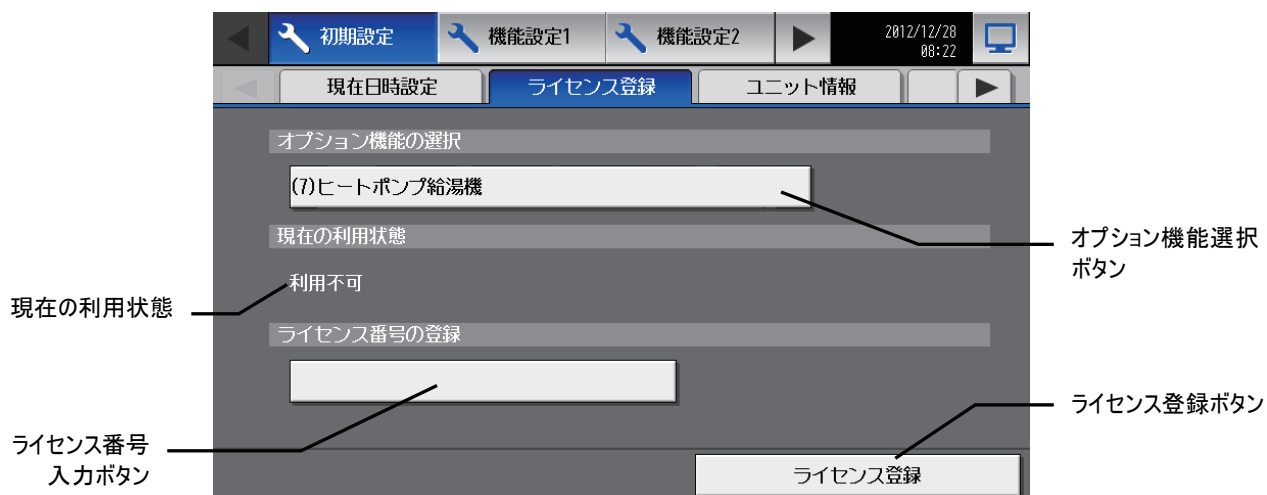 初期設定
機能設定1
機能設定2
2012/12/28
08:22
現在日時設定
ライセンス登録
ユニット情報
オプション機能の選択
(7)ヒートポンプ給湯機
現在の利用状態
利用不可
ライセンス番号の登録
ライセンス登録
オプション機能選択
ボタン
現在の利用状態
ライセンス登録ボタン
ライセンス番号
入力ボタン